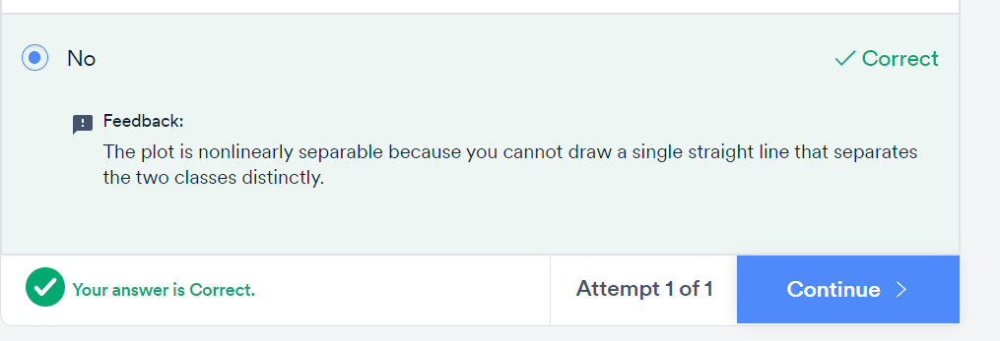 No
Correct
Feedback:
The plot is nonlinearly separable because you cannot draw a single straight line that separates
the two classes distinctly.
Your answer is Correct.
Attempt 1 of 1
Continue